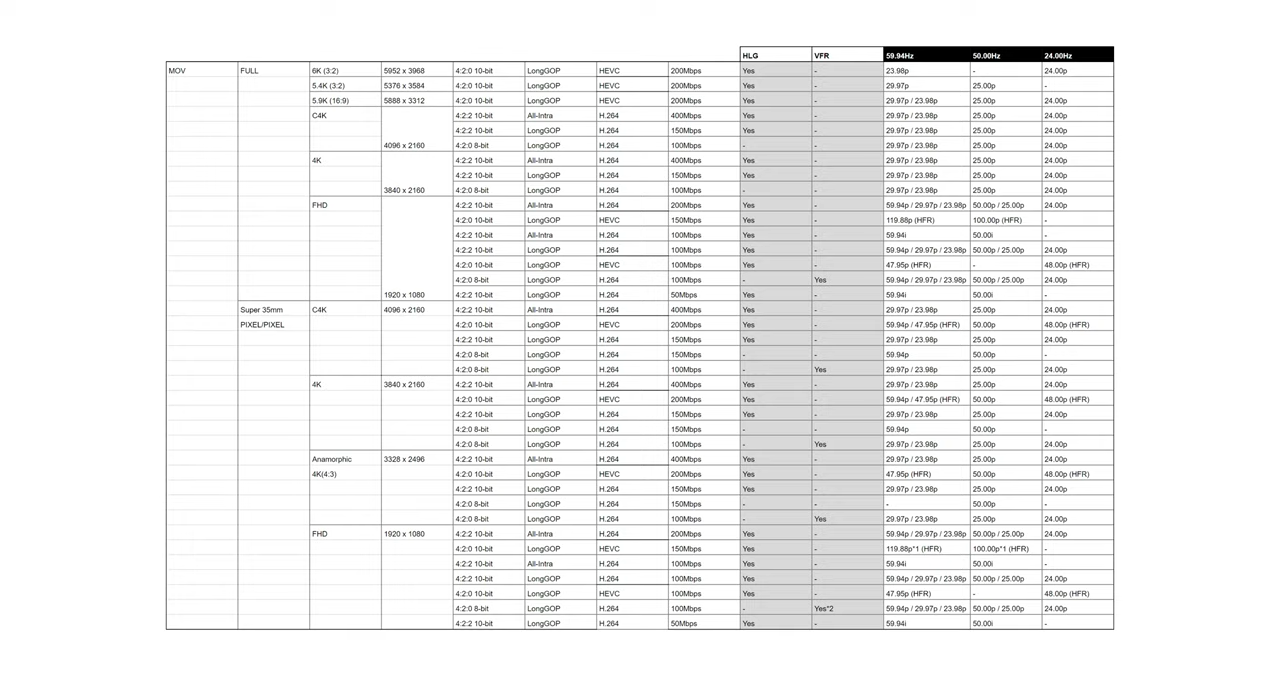 HLG VFR 59.94Hz 50.00Hz 24.00Hz
MOV FULL 6K (3:2) 5952 x 3968 4:2:0 10-bit LongGOP HEVC 200Mbps Yes - 23.98p - 24.00p
5.4K (3:2) 5376 x 3584 4:2:0 10-bit LongGOP HEVC 200Mbps Yes - 29.97p 25.00p
5.9K (16:9) 5888 x 3312 4:2:0 10-bit LongGOP HEVC 200Mbps Yes - 29.97p / 23.98p 25.00p 24.00p
C4K 4:2:2 10-bit All-Intra H.264 400Mbps Yes - 29.97p / 23.98p 25.00p 24.00p
4:2:2 10-bit LongGOP H.264 150Mbps Yes - 29.97p / 23.98p 25.00p 24.00p
4096 x 2160 4:2:0 8-bit LongGOP H.264 100Mbps - - 29.97p / 23.98p 25.00p 24.00p
4K 4:2:2 10-bit All-Intra H.264 400Mbps Yes - 29.97p / 23.98p 25.00p 24.00p
4:2:2 10-bit LongGOP H.264 150Mbps Yes - 29.97p / 23.98p 25.00p 24.00p
3840 x 2160 4:2:0 8-bit LongGOP H.264 100Mbps - - 29.97p / 23.98p 25.00p 24.00p
FHD 4:2:2 10-bit All-Intra H.264 200Mbps Yes - 59.94p / 29.97p / 23.98p 50.00p / 25.00p 24.00p
4:2:0 10-bit LongGOP HEVC 150Mbps Yes - 119.88p (HFR) 100.00p (HFR) -
4:2:2 10-bit All-Intra H.264 100Mbps Yes - 59.94i 50.00i -
4:2:2 10-bit LongGOP H.264 100Mbps Yes - 59.94p / 29.97p / 23.98p 50.00p / 25.00p 24.00p
4:2:0 10-bit LongGOP HEVC 100Mbps Yes - 47.95p (HFR) - 48.00p (HFR)
4:2:0 8-bit LongGOP H.264 100Mbps - Yes 59.94p / 29.97p / 23.98p 50.00p / 25.00p 24.00p
1920 x 1080 4:2:2 10-bit LongGOP H.264 50Mbps Yes - 59.94i 50.00i -
Super 35mm C4K 4096 x 2160 4:2:2 10-bit All-Intra H.264 400Mbps Yes - 29.97p / 23.98p 25.00p 24.00p
PIXEL/PIXEL 4:2:0 10-bit LongGOP HEVC 200Mbps Yes - 59.94p / 47.95p (HFR) 50.00p 48.00p (HFR)
4:2:2 10-bit LongGOP H.264 150Mbps Yes - 29.97p / 23.98p 25.00p 24.00p
4:2:0 8-bit LongGOP H.264 150Mbps - - 59.94p 50.00p -
4:2:0 8-bit LongGOP H.264 100Mbps - Yes 29.97p / 23.98p 25.00p 24.00p
4K 3840 x 2160 4:2:2 10-bit All-Intra H.264 400Mbps Yes - 29.97p / 23.98p 25.00p 24.00p
4:2:0 10-bit LongGOP HEVC 200Mbps Yes - 59.94p / 47.95p (HFR) 50.00p 48.00p (HFR)
4:2:2 10-bit LongGOP H.264 150Mbps Yes - 29.97p / 23.98p 25.00p 24.00p
4:2:0 8-bit LongGOP H.264 150Mbps - - 59.94p 50.00p -
4:2:0 8-bit LongGOP H.264 100Mbps - Yes 29.97p / 23.98p 25.00p 24.00p
Anamorphic 3328 x 2496 4:2:2 10-bit All-Intra H.264 400Mbps Yes - 29.97p / 23.98p 25.00p 24.00p
4K(4:3) 4:2:0 10-bit LongGOP HEVC 200Mbps Yes - 47.95p (HFR) 50.00p 48.00p (HFR)
4:2:2 10-bit LongGOP H.264 150Mbps Yes - 29.97p / 23.98p 25.00p 24.00p
4:2:0 8-bit LongGOP H.264 150Mbps - - - 50.00p -
4:2:0 8-bit LongGOP H.264 100Mbps - Yes 29.97p / 23.98p 25.00p 24.00p
FHD 1920 x 1080 4:2:2 10-bit All-Intra H.264 200Mbps Yes - 59.94p / 29.97p / 23.98p 50.00p / 25.00p 24.00p
4:2:0 10-bit LongGOP HEVC 150Mbps Yes - 119.88p*1 (HFR) 100.00p*1 (HFR) -
4:2:2 10-bit All-Intra H.264 100Mbps Yes - 59.94i 50.00i -
4:2:2 10-bit LongGOP H.264 100Mbps Yes - 59.94p / 29.97p / 23.98p 50.00p / 25.00p 24.00p
4:2:0 10-bit LongGOP HEVC 100Mbps Yes - 47.95p (HFR) - 48.00p (HFR)
4:2:0 8-bit LongGOP H.264 100Mbps - Yes*2 59.94p / 29.97p / 23.98p 50.00p / 25.00p 24.00p
4:2:2 10-bit LongGOP H.264 50Mbps Yes - 59.94i 50.00i -